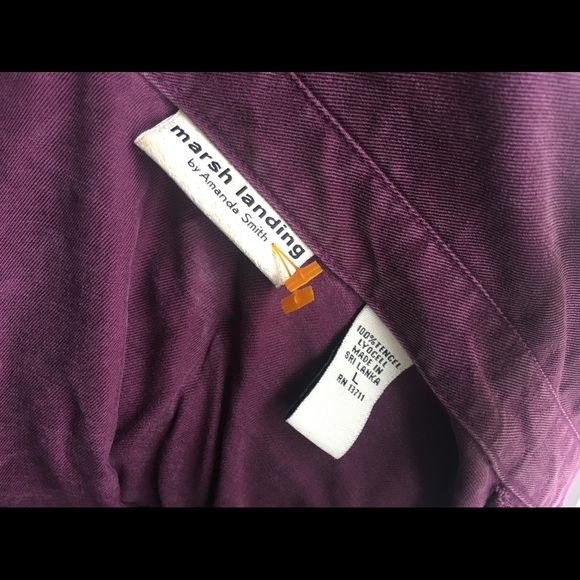 marsh landing
by Amanda Smith
100%TENCEL
LYOCELL
MADE IN
SRI LANKA
L
RN 13711